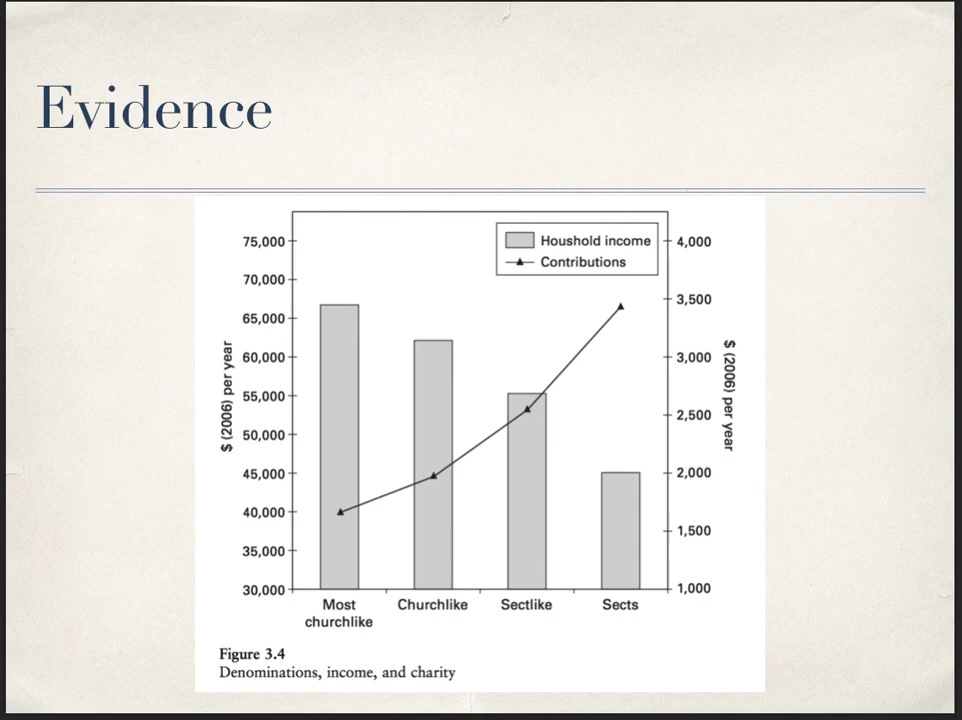 Evidence
75,000
70,000
65,000
60,000
55,000
50,000
45,000
40,000
35,000
30,000
$ (2006) per year
Houshold income
Contributions
4,000
3,500
3,000
2,500
2,000
1,500
1,000
$ (2006) per year
Most
churchlike
Churchlike
Sectlike
Sects
Figure 3.4
Denominations, income, and charity